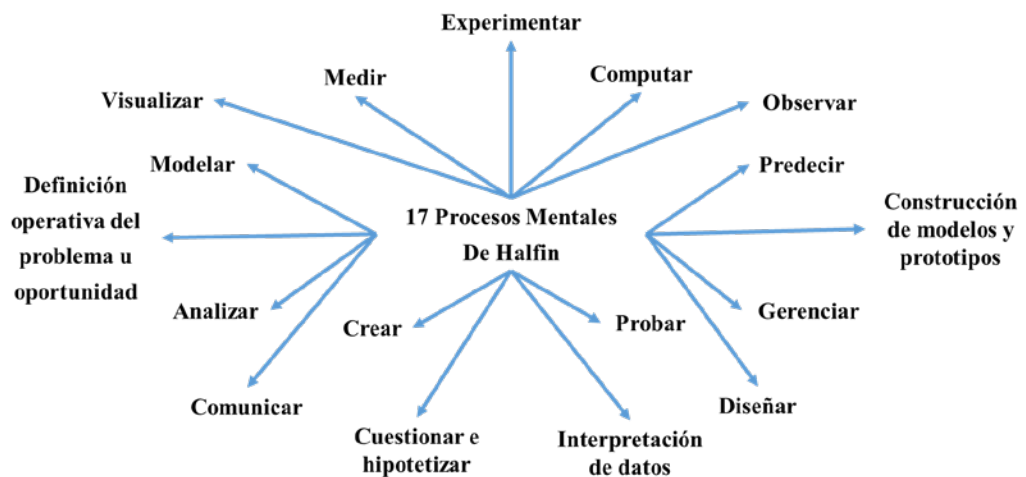 Experimentar
Medir
Computar
Visualizar
Observar
Modelar
Predecir
Definición
operativa del
problema u
oportunidad
17 Procesos Mentales
De Halfin
Construcción
de modelos y
prototipos
Analizar
Crear
Probar
Gerenciar
Comunicar
Cuestionar e
hipotetizar
Interpretación
de datos
Diseñar